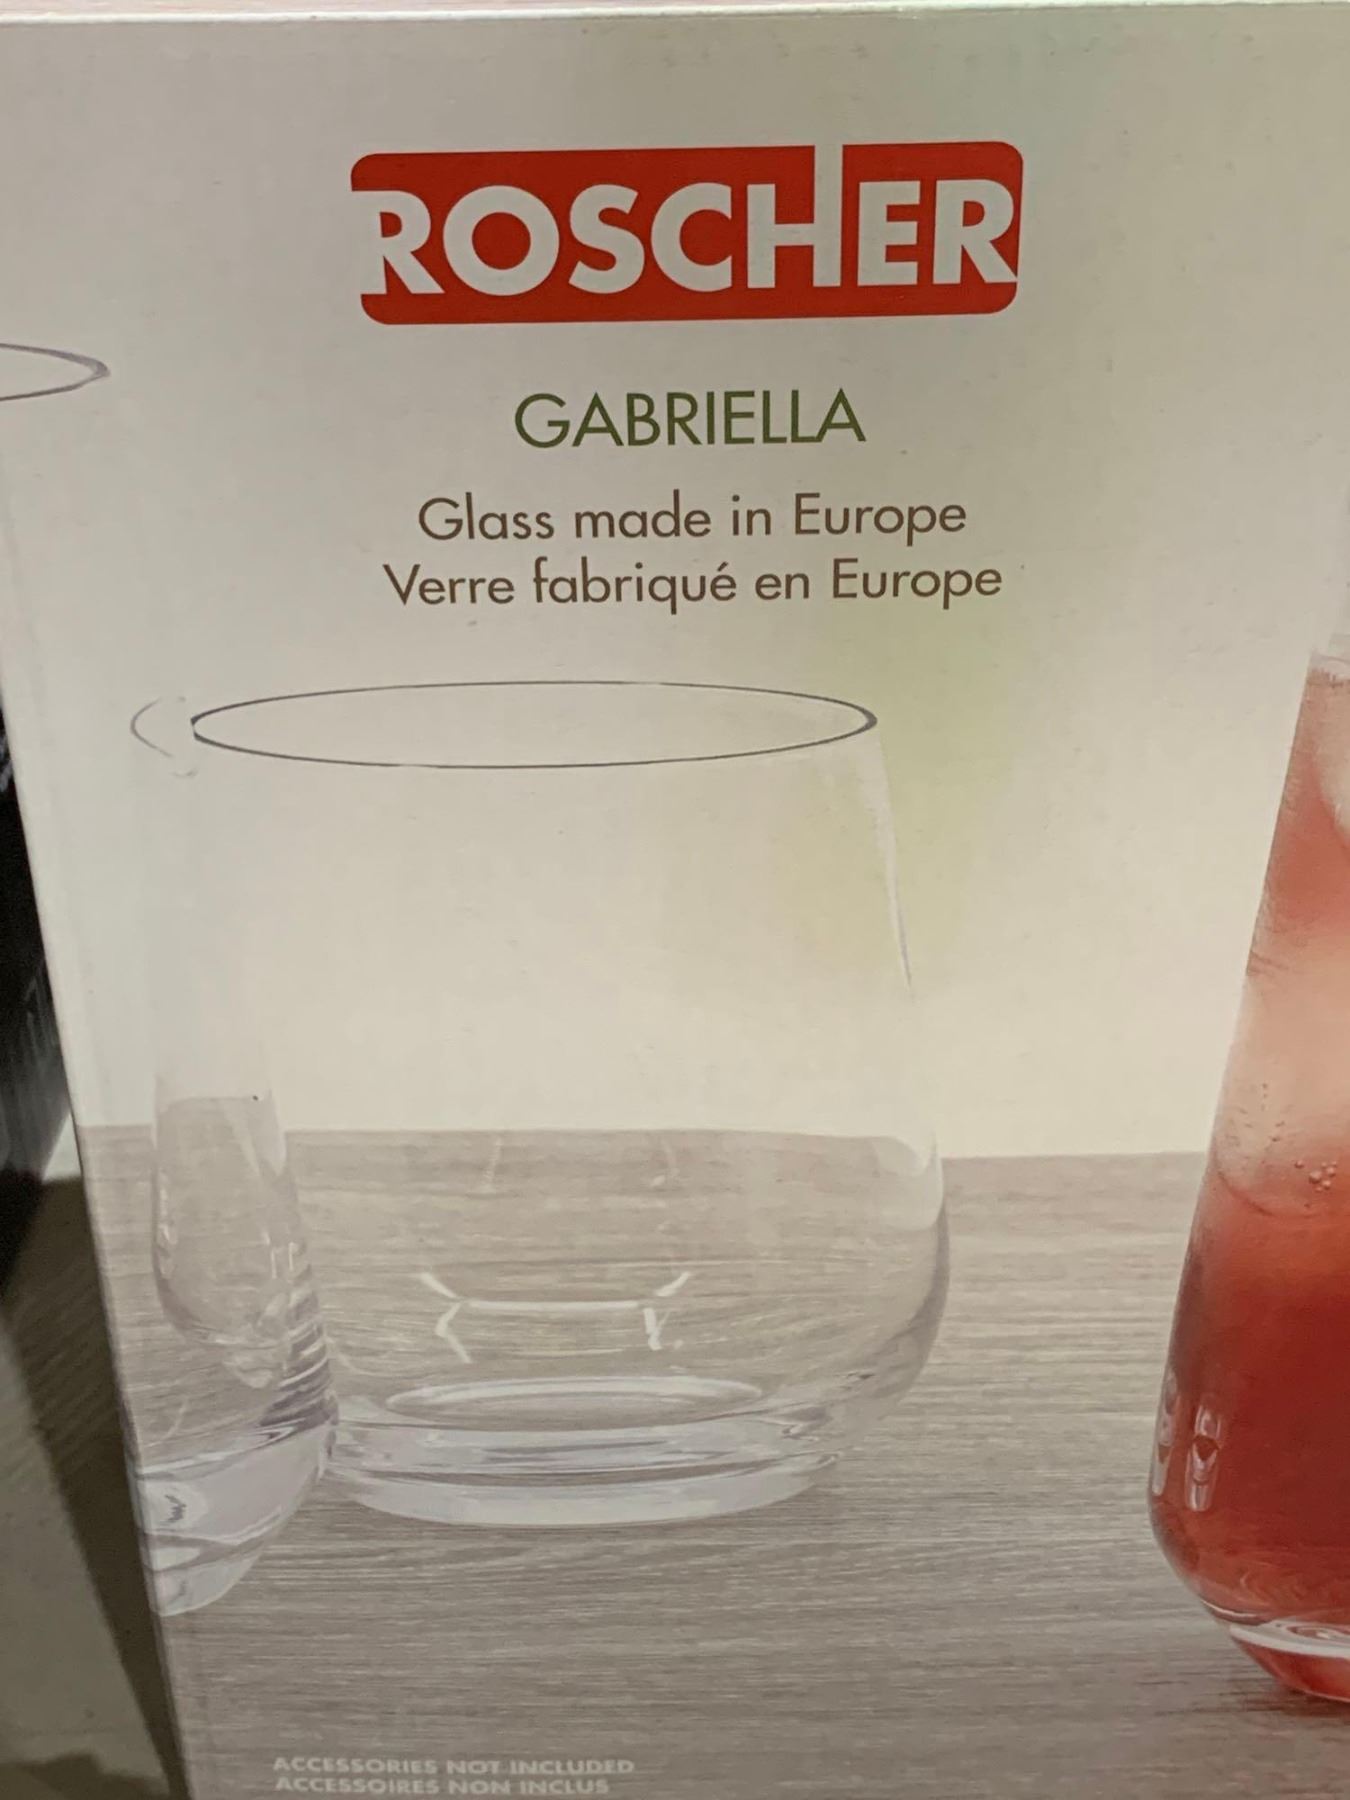 ROSCHER
GABRIELLA
Glass made in Europe
Verre fabriqué en Europe
ACCESSORIES NOT INCLUDED
ACCESSOIRES NON INCLUS